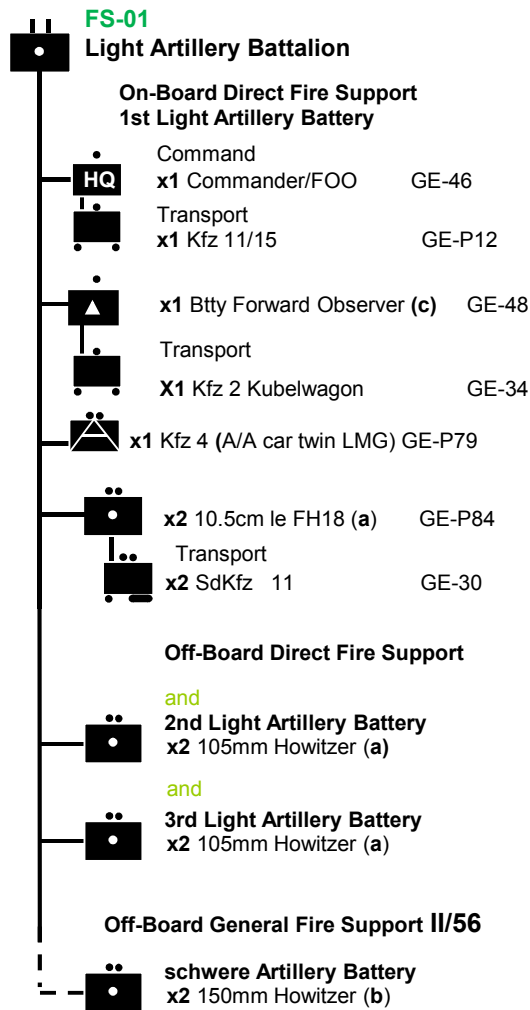 FS-01
Light Artillery Battalion
On-Board Direct Fire Support
1st Light Artillery Battery
Command
HQ x1 Commander/FOO GE-46
Transport
x1 Kfz 11/15 GE-P12
x1 Btty Forward Observer (c) GE-48
Transport
X1 Kfz 2 Kubelwagon GE-34
x1 Kfz 4 (A/A car twin LMG) GE-P79
x2 10.5cm le FH18 (a) GE-P84
Transport
x2 SdKfz 11 GE-30
Off-Board Direct Fire Support
and
2nd Light Artillery Battery
x2 105mm Howitzer (a)
and
3rd Light Artillery Battery
x2 105mm Howitzer (a)
Off-Board General Fire Support II/56
schwere Artillery Battery
x2 150mm Howitzer (b)